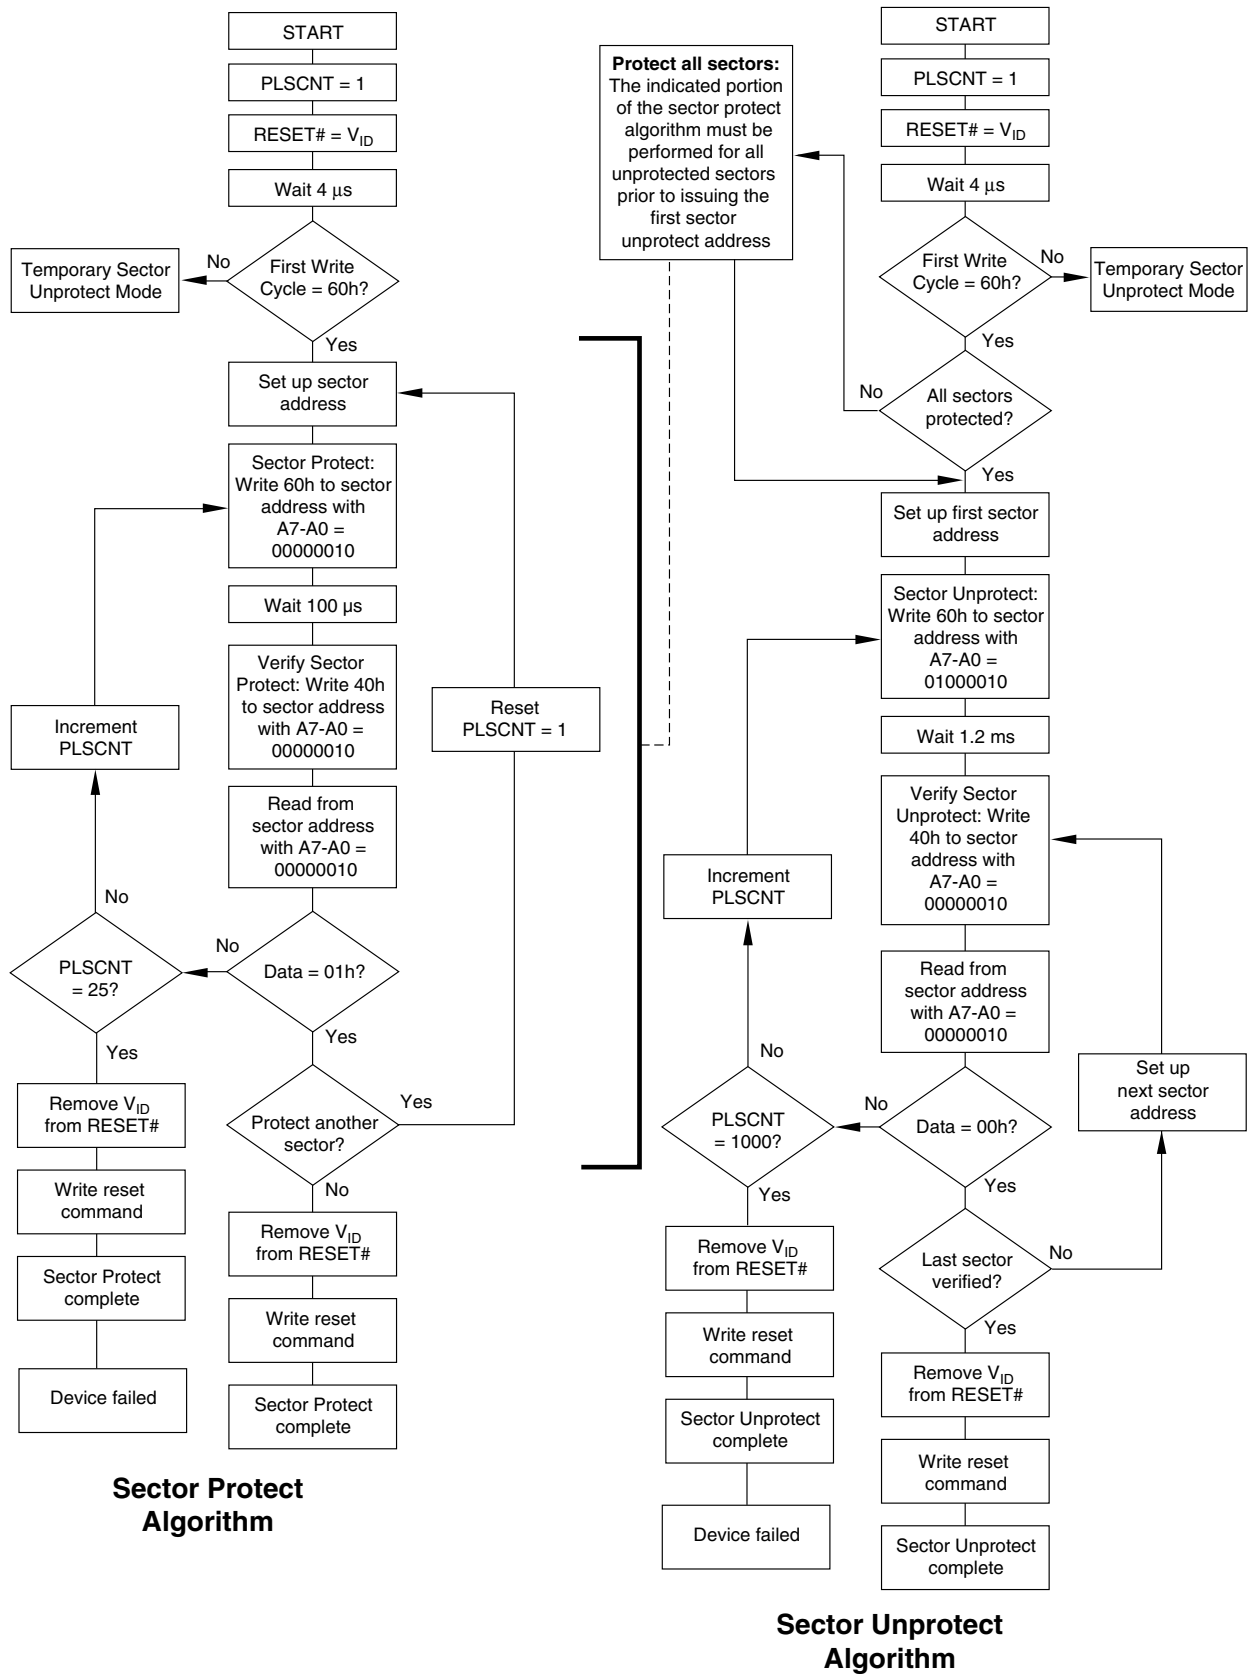 START
PLSCNT = 1
RESET# = VID
Wait 4 μs
First Write
Cycle = 60h?
No
Temporary Sector
Unprotect Mode
Yes
Set up sector
address
Sector Protect:
Write 60h to sector
address with
A7-A0 =
00000010
Wait 100 μs
Verify Sector
Protect: Write 40h
to sector address
with A7-A0 =
00000010
Reset
PLSCNT = 1
Increment
PLSCNT
Read from
sector address
with A7-A0 =
00000010
No
No
PLSCNT
= 25?
Data = 01h?
Yes
Yes
Remove VID
from RESET#
Protect another
sector?
Yes
Write reset
command
No
Remove VID
from RESET#
Sector Protect
complete
Write reset
command
Device failed
Sector Protect
complete
Sector Protect
Algorithm
Protect all sectors:
The indicated portion
of the sector protect
algorithm must be
performed for all
unprotected sectors
prior to issuing the
first sector
unprotect address
START
PLSCNT = 1
RESET# = VID
Wait 4 μs
First Write
Cycle = 60h?
No
Temporary Sector
Unprotect Mode
Yes
No
All sectors
protected?
Yes
Set up first sector
address
Sector Unprotect:
Write 60h to sector
address with
A7-A0 =
01000010
Wait 1.2 ms
Verify Sector
Unprotect: Write
40h to sector
address with
A7-A0 =
00000010
Increment
PLSCNT
Read from
sector address
with A7-A0 =
00000010
No
Set up
next sector
address
No
PLSCNT
= 1000?
Data = 00h?
Yes
Yes
Remove VID
from RESET#
Last sector
verified?
No
Write reset
command
Yes
Remove VID
from RESET#
Sector Unprotect
complete
Write reset
command
Device failed
Sector Unprotect
complete
Sector Unprotect
Algorithm